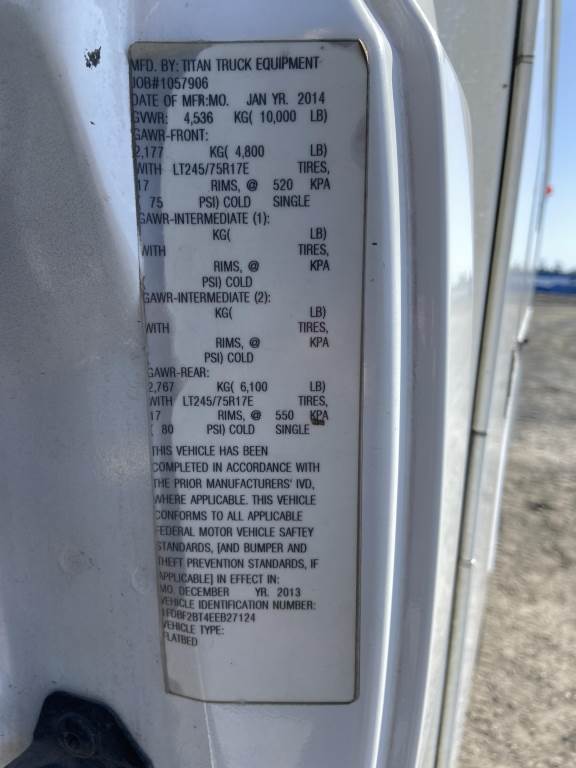 MFD. BY: TITAN TRUCK EQUIPMENT
JOB#1057906
DATE OF MFR:MO. JAN YR. 2014
GVWR: 4,536 KG( 10,000 LB)
GAWR-FRONT:
2,177 KG( 4,800 LB)
WITH LT245/75R17E TIRES,
17 RIMS, @ 520 KPA
( 75 PSI) COLD SINGLE
GAWR-INTERMEDIATE (1):
KG( LB)
WITH TIRES,
RIMS, @ KPA
( PSI) COLD
GAWR-INTERMEDIATE (2):
KG( LB)
WITH TIRES,
RIMS, @ KPA
PSI) COLD
GAWR-REAR:
2,767 KG( 6,100 LB)
WITH LT245/75R17E TIRES,
17 RIMS, @ 550 KPA
( 80 PSI) COLD SINGLE
THIS VEHICLE HAS BEEN
COMPLETED IN ACCORDANCE WITH
THE PRIOR MANUFACTURERS' IVD,
WHERE APPLICABLE. THIS VEHICLE
CONFORMS TO ALL APPLICABLE
FEDERAL MOTOR VEHICLE SAFTEY
STANDARDS, [AND BUMPER AND
THEFT PREVENTION STANDARDS, IF
APPLICABLE] IN EFFECT IN:
MO. DECEMBER YR. 2013
VEHICLE IDENTIFICATION NUMBER:
1FDBF2BT4EEB27124
VEHICLE TYPE:
FLATBED